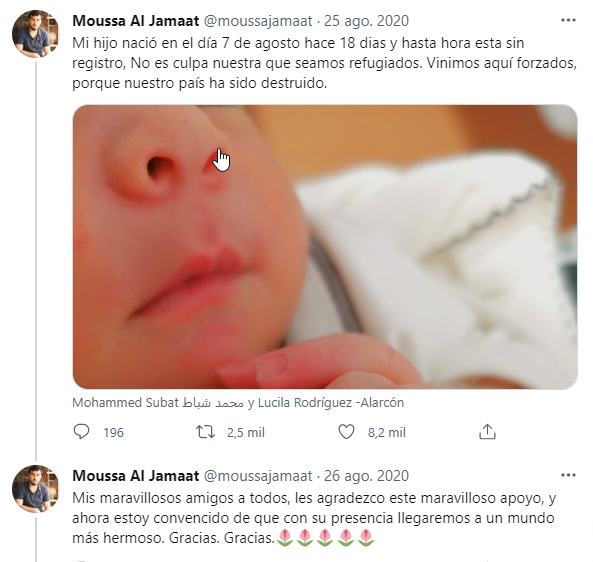 Moussa Al Jamaat @moussajamaat · 25 ago. 2020
Mi hijo nació en el día 7 de agosto hace 18 dias y hasta hora esta sin
registro, No es culpa nuestra que seamos refugiados. Vinimos aquí forzados,
porque nuestro país ha sido destruido.
Mohammed Subat محمد شباط y Lucila Rodríguez -Alarcón
196 2,5 mil 8,2 mil
Moussa Al Jamaat @moussajamaat · 26 ago. 2020
Mis maravillosos amigos a todos, les agradezco este maravilloso apoyo, y
ahora estoy convencido de que con su presencia llegaremos a un mundo
más hermoso. Gracias. Gracias.🌷🌷🌷🌷🌷